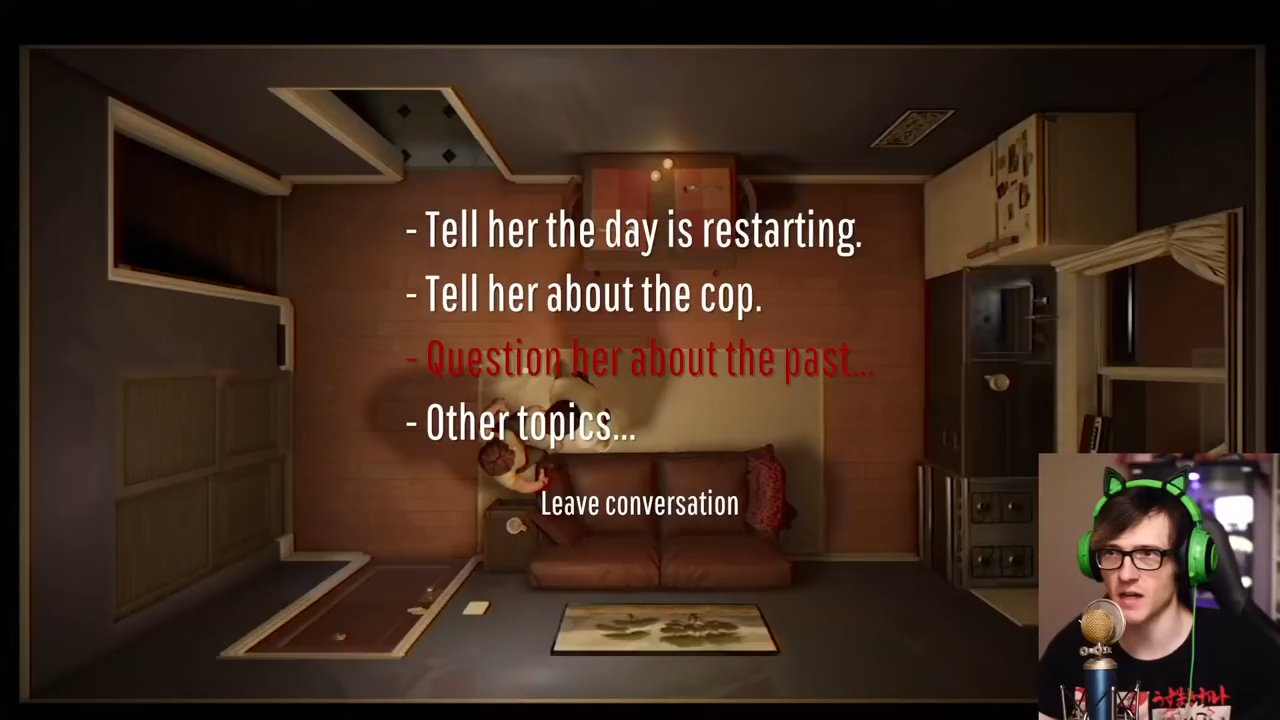 - Tell her the day is restarting.
- Tell her about the cop.
- Question her about the past...
- Other topics...
Leave conversation